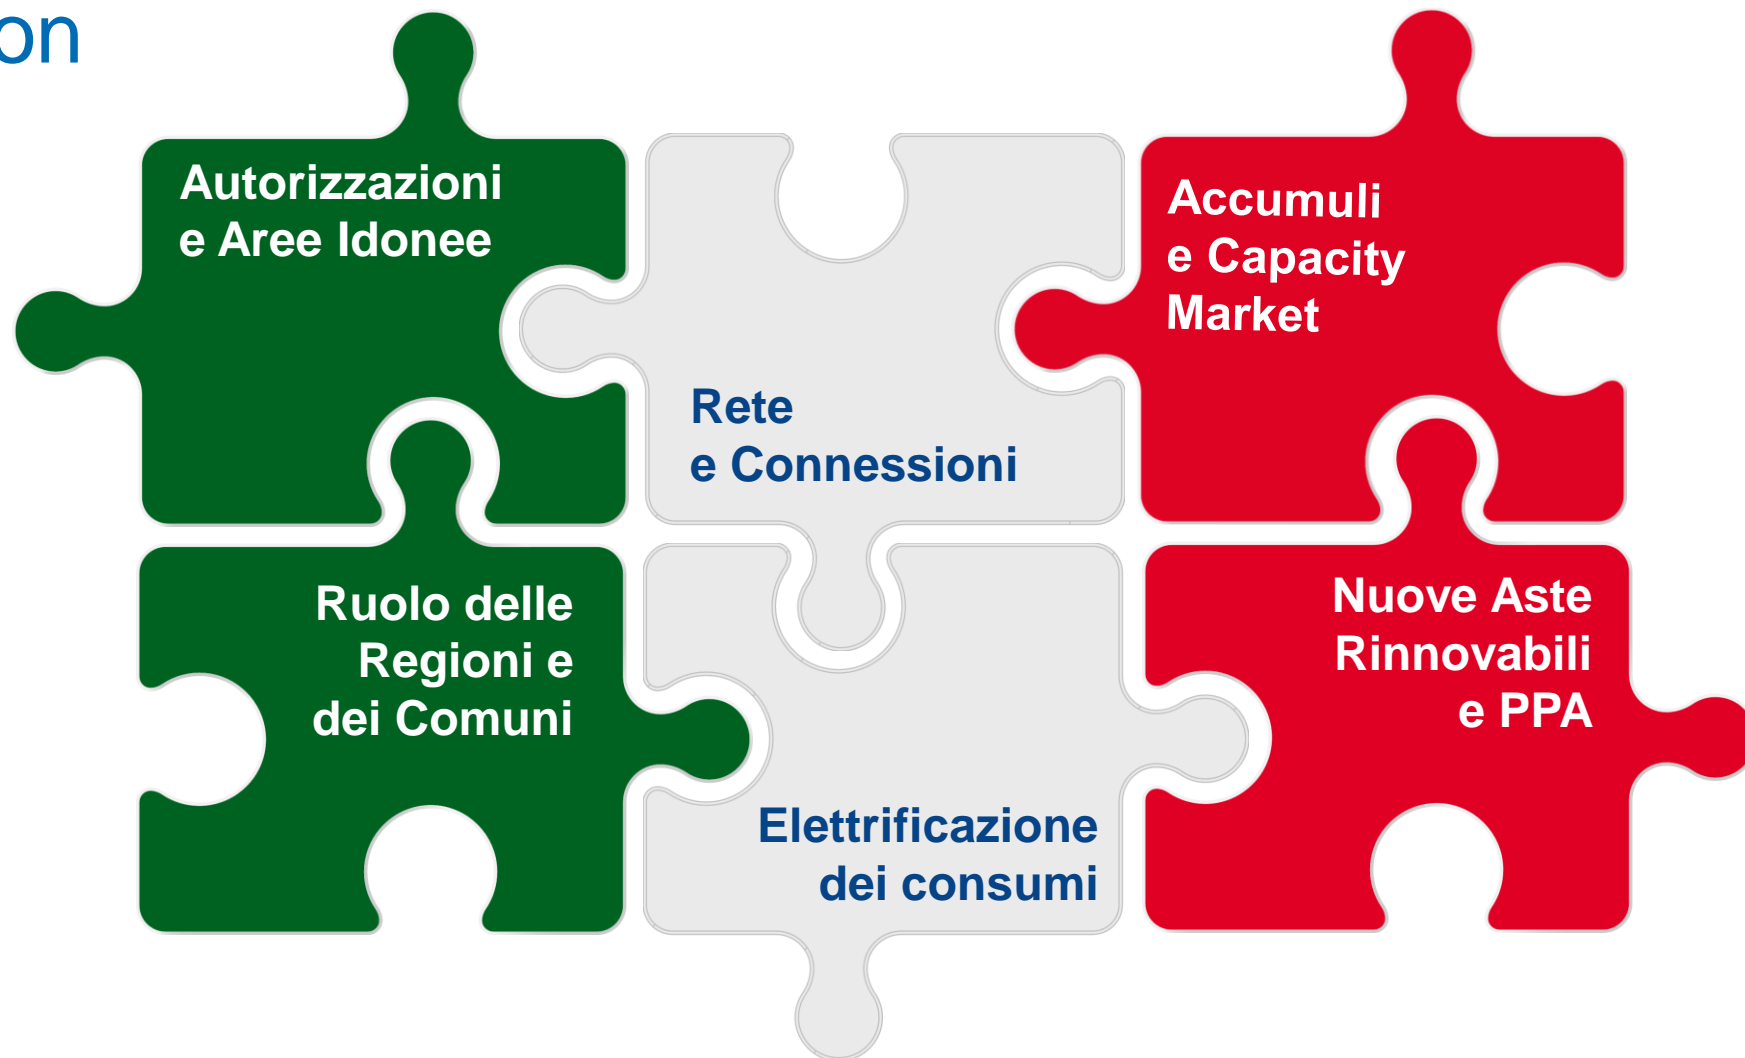 on
Autorizzazioni
e Aree Idonee
Rete
e Connessioni
Accumuli
e Capacity
Market
Ruolo delle
Regioni e
dei Comuni
Elettrificazione
dei consumi
Nuove Aste
Rinnovabili
e PPA